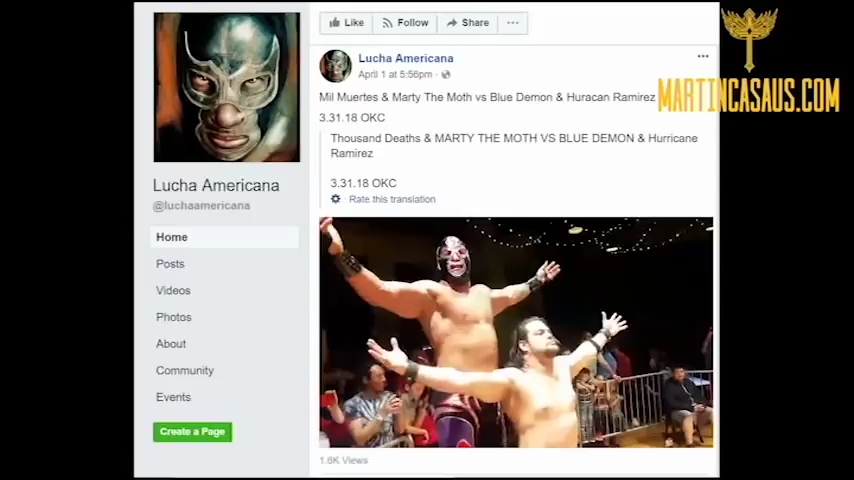 Like
Follow
Share
Lucha Americana
April 1 at 5:56pm
Mil Muertes & Marty The Moth vs Blue Demon & Huracan Ramirez
3.31.18 OKC
Thousand Deaths & MARTY THE MOTH VS BLUE DEMON & Hurricane
Ramirez
3.31.18 OKC
Rate this translation
1.6K Views
Lucha Americana
@luchaamericana
Home
Posts
Videos
Photos
About
Community
Events
Create a Page
MARTINCASAUS.COM